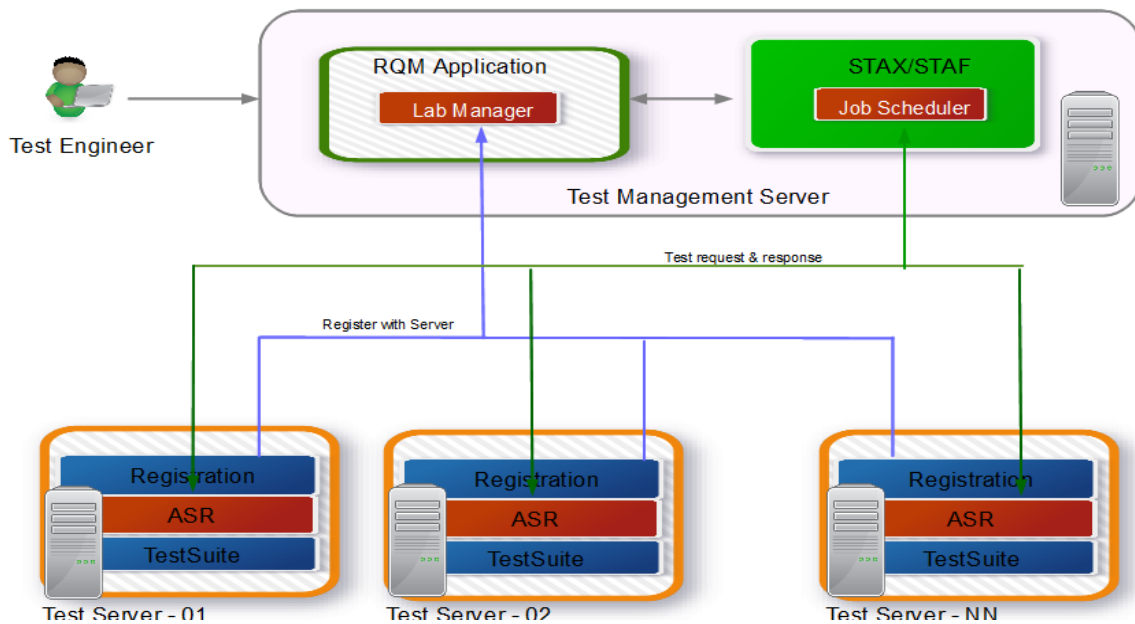 RQM Application
STAX/STAF
Lab Manager
Job Scheduler
Test Engineer
Test Management Server
Test request & response
Register with Server
Registration
ASR
TestSuite
Test Server - 01
Registration
ASR
TestSuite
Test Server - 02
Registration
ASR
TestSuite
Test Server - NN